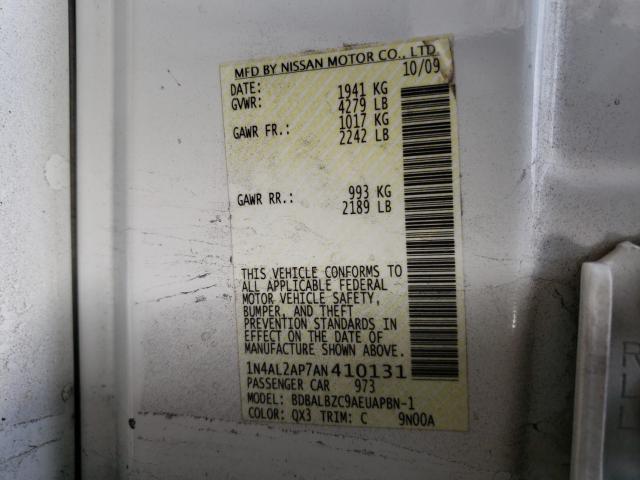 MFD BY NISSAN MOTOR CO., LTD.
DATE: 10/09
GVWR: 1941 KG
4279 LB
GAWR FR.: 1017 KG
2242 LB
GAWR RR.: 993 KG
2189 LB
THIS VEHICLE CONFORMS TO
ALL APPLICABLE FEDERAL
MOTOR VEHICLE SAFETY,
BUMPER, AND THEFT
PREVENTION STANDARDS IN
EFFECT ON THE DATE OF
MANUFACTURE SHOWN ABOVE.
1N4AL2AP7AN410131
PASSENGER CAR 973
MODEL: BDBALBZC9AEUAPBN-1
COLOR: QX3 TRIM: C 9N00A